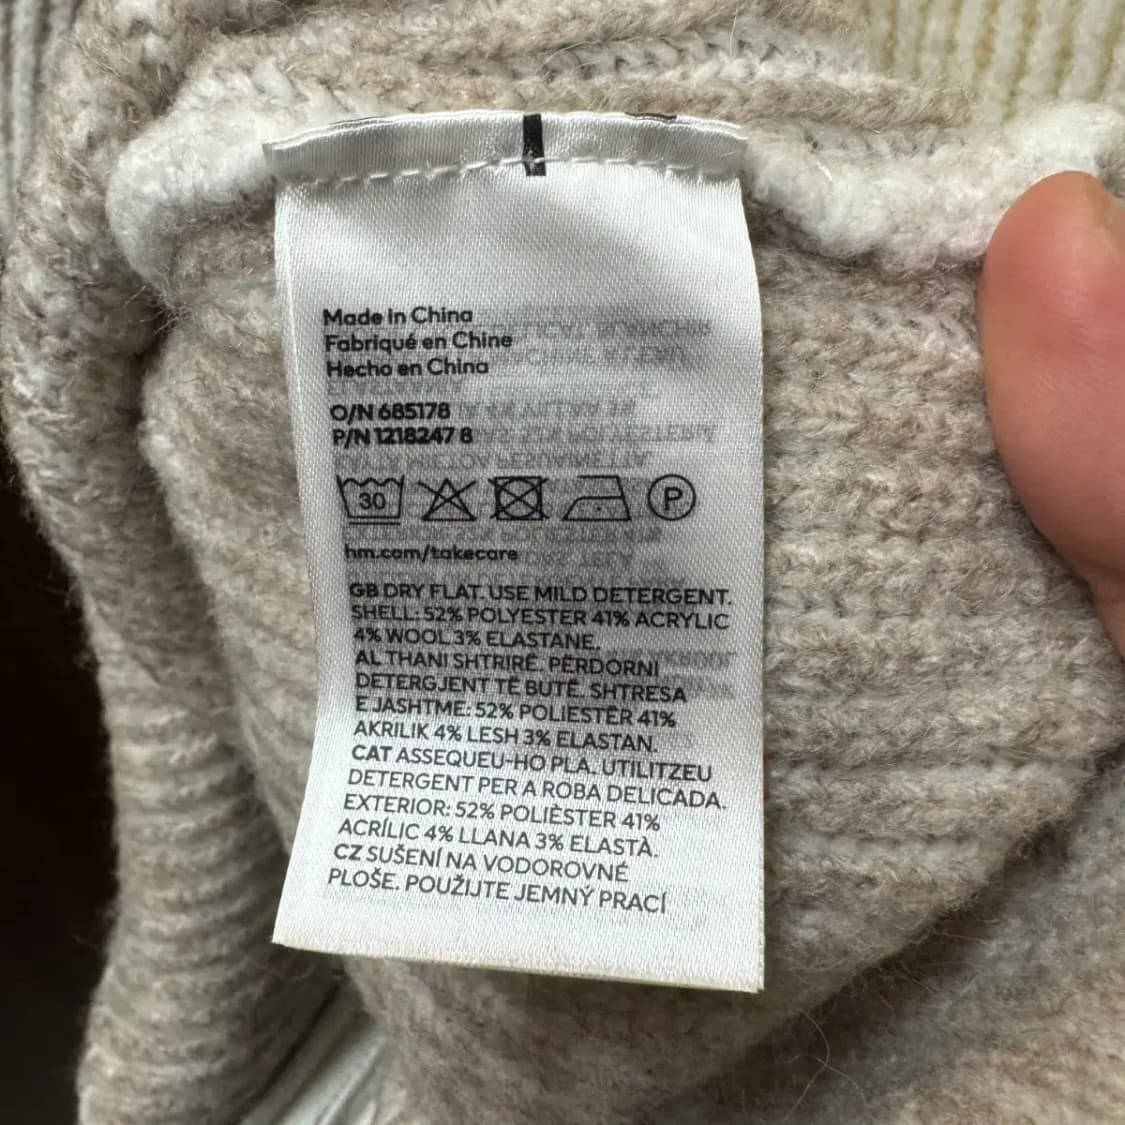 Made in China
Fabriqué en Chine
Hecho en China
O/N 685178
P/N 1218247 8
30 P
hm.com/takecare
GB DRY FLAT. USE MILD DETERGENT.
SHELL: 52% POLYESTER 41% ACRYLIC
4% WOOL 3% ELASTANE.
AL THANI SHTRIRË. PËRDORNI
DETERGJENT TË BUTË. SHTRESA
E JASHTME: 52% POLIESTËR 41%
AKRILIK 4% LESH 3% ELASTAN.
CAT ASSEQUEU-HO PLA. UTILITZEU
DETERGENT PER A ROBA DELICADA.
EXTERIOR: 52% POLIÈSTER 41%
ACRÍLIC 4% LLANA 3% ELASTÀ.
CZ SUŠENÍ NA VODOROVNÉ
PLOŠE. POUŽIJTE JEMNÝ PRACÍ